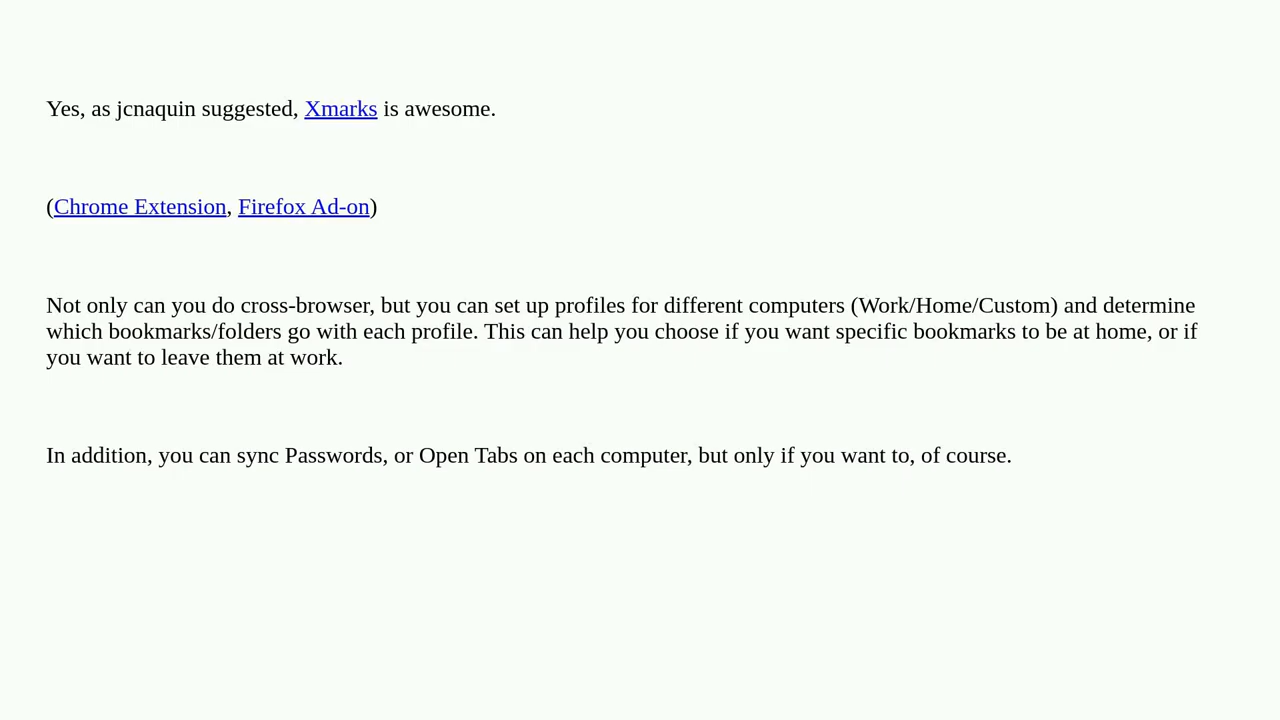 Yes, as jcnaquin suggested, Xmarks is awesome.
(Chrome Extension, Firefox Ad-on)
Not only can you do cross-browser, but you can set up profiles for different computers (Work/Home/Custom) and determine
which bookmarks/folders go with each profile. This can help you choose if you want specific bookmarks to be at home, or if
you want to leave them at work.
In addition, you can sync Passwords, or Open Tabs on each computer, but only if you want to, of course.